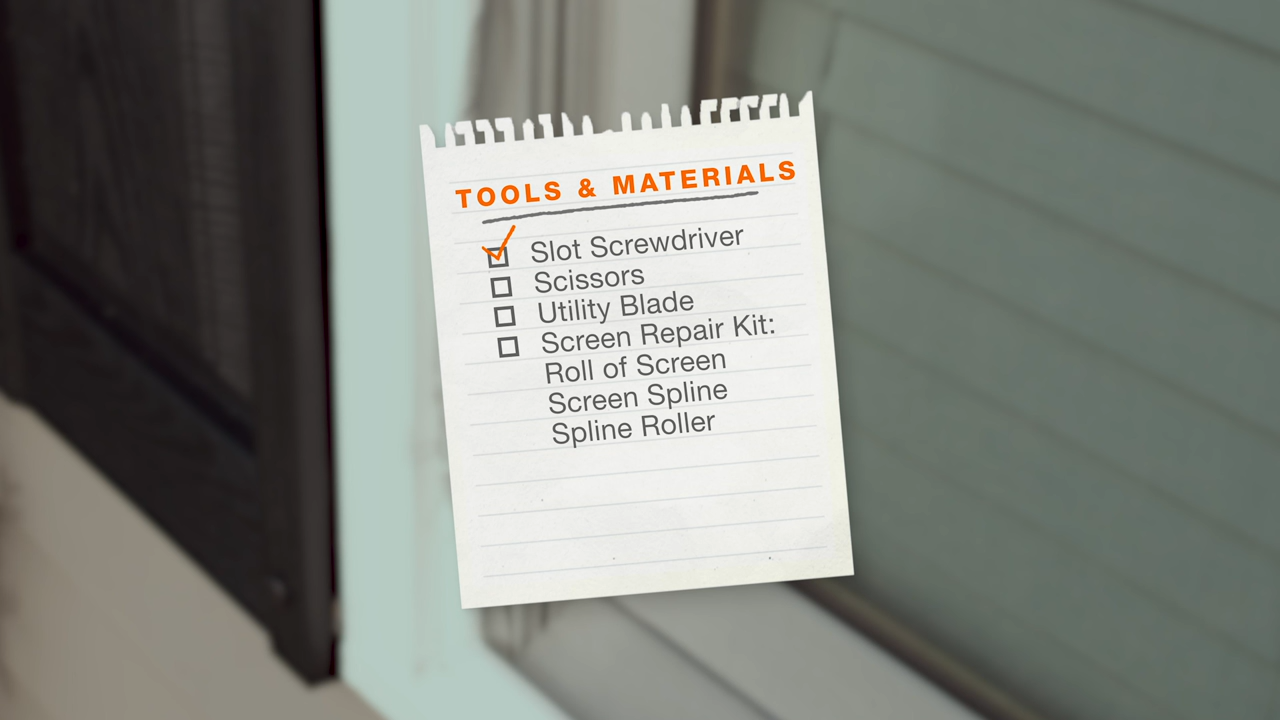 TOOLS & MATERIALS
Slot Screwdriver
Scissors
Utility Blade
Screen Repair Kit:
Roll of Screen
Screen Spline
Spline Roller